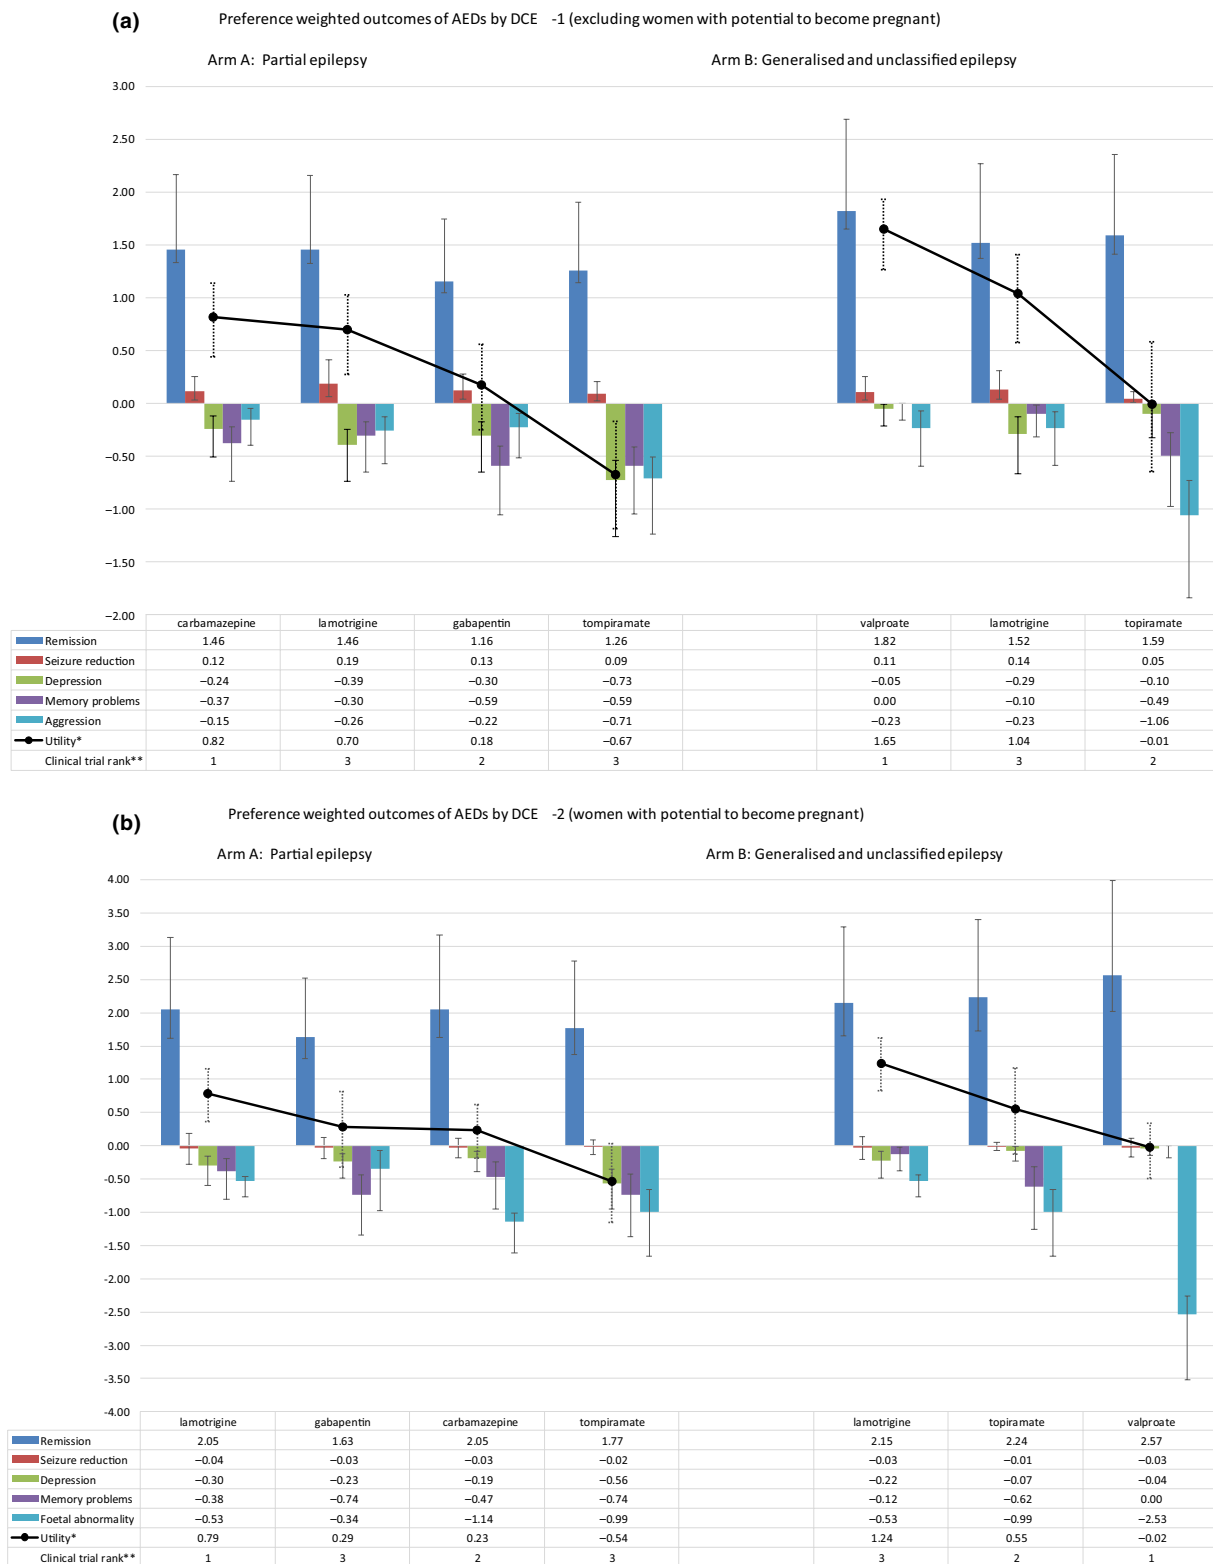 (a)
Preference weighted outcomes of AEDs by DCE -1 (excluding women with potential to become pregnant)
Arm A: Partial epilepsy
Arm B: Generalised and unclassified epilepsy
3.00
2.50
2.00
1.50
1.00
0.50
0.00
−0.50
−1.00
−1.50
−2.00
carbamazepine lamotrigine gabapentin tompiramate valproate lamotrigine topiramate
Remission 1.46 1.46 1.16 1.26 1.82 1.52 1.59
Seizure reduction 0.12 0.19 0.13 0.09 0.11 0.14 0.05
Depression −0.24 −0.39 −0.30 −0.73 −0.05 −0.29 −0.10
Memory problems −0.37 −0.30 −0.59 −0.59 0.00 −0.10 −0.49
Aggression −0.15 −0.26 −0.22 −0.71 −0.23 −0.23 −1.06
Utility* 0.82 0.70 0.18 −0.67 1.65 1.04 −0.01
Clinical trial rank** 1 3 2 3 1 3 2
(b)
Preference weighted outcomes of AEDs by DCE -2 (women with potential to become pregnant)
Arm A: Partial epilepsy
Arm B: Generalised and unclassified epilepsy
4.00
3.50
3.00
2.50
2.00
1.50
1.00
0.50
0.00
-0.50
-1.00
-1.50
-2.00
-2.50
-3.00
-3.50
-4.00
lamotrigine gabapentin carbamazepine tompiramate lamotrigine topiramate valproate
Remission 2.05 1.63 2.05 1.77 2.15 2.24 2.57
Seizure reduction −0.04 −0.03 −0.03 −0.02 −0.03 −0.01 −0.03
Depression −0.30 −0.23 −0.19 −0.56 −0.22 −0.07 −0.04
Memory problems −0.38 −0.74 −0.47 −0.74 −0.12 −0.62 0.00
Foetal abnormality −0.53 −0.34 −1.14 −0.99 −0.53 −0.99 −2.53
Utility* 0.79 0.29 0.23 −0.54 1.24 0.55 −0.02
Clinical trial rank** 1 3 2 3 3 2 1